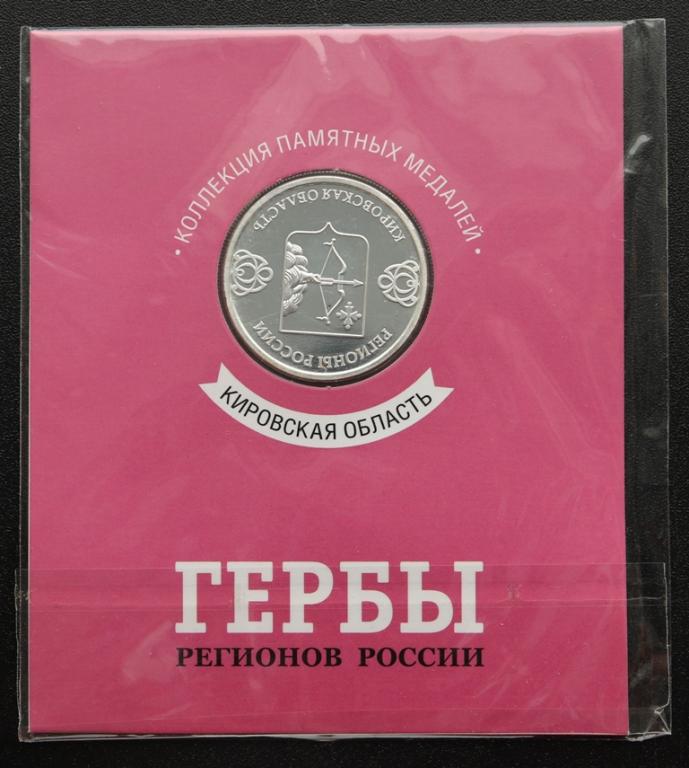 · КОЛЛЕКЦИЯ ПАМЯТНЫХ МЕДАЛЕЙ ·
КИРОВСКАЯ ОБЛАСТЬ
РЕГИОНЫ РОССИИ
КИРОВСКАЯ ОБЛАСТЬ
ГЕРБЫ
РЕГИОНОВ РОССИИ